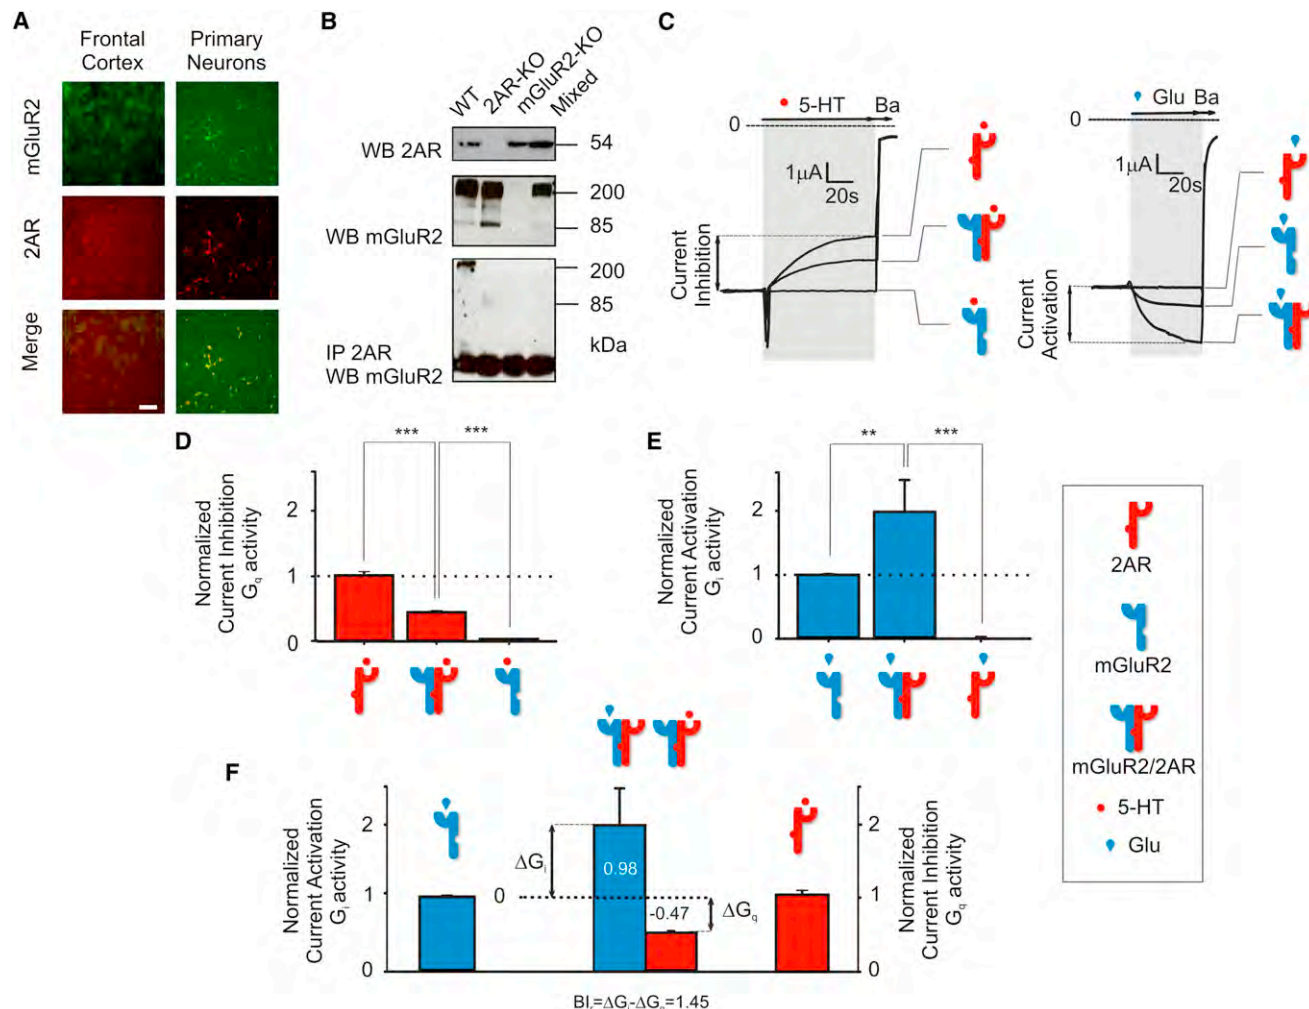 A
Frontal
Cortex
Primary
Neurons
mGluR2
2AR
Merge
B
WT
2AR-KO
mGluR2-KO
Mixed
WB 2AR
54
WB mGluR2
200
85
IP 2AR
WB mGluR2
200
85
kDa
C
5-HT
Ba
0
1μA
20s
Current
Inhibition
Glu
Ba
0
1μA
20s
Current
Activation
D
***
***
Normalized
Current Inhibition
Gq activity
2
1
0
E
**
***
Normalized
Current Activation
Gi activity
2
1
0
2AR
mGluR2
mGluR2/2AR
5-HT
Glu
F
Normalized
Current Activation
Gi activity
2
1
0
ΔGi
0
0.98
-0.47
ΔGq
2
1
0
Normalized
Current Inhibition
Gq activity
=ΔGi-ΔGq=1.45